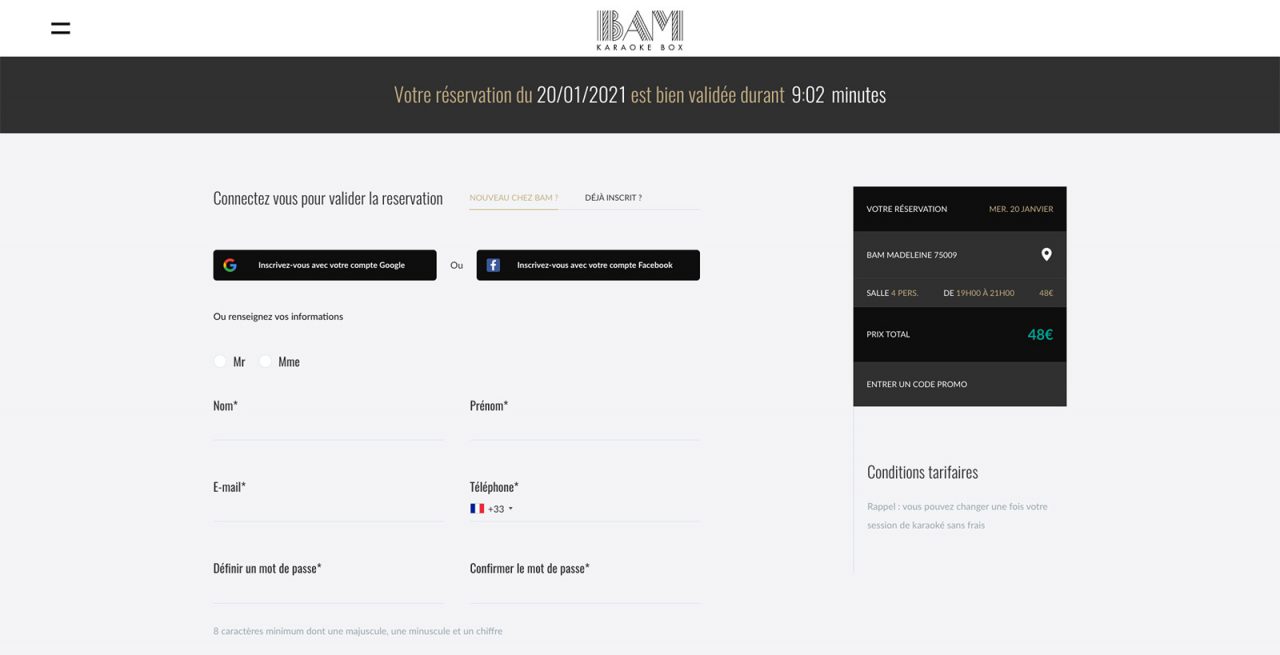 BAM
KARAOKE BOX
Votre réservation du 20/01/2021 est bien validée durant 9:02 minutes
Connectez vous pour valider la reservation
NOUVEAU CHEZ BAM ?
DÉJÀ INSCRIT ?
Inscrivez-vous avec votre compte Google
Ou
Inscrivez-vous avec votre compte Facebook
Ou renseignez vos informations
Mr
Mme
Nom*
Prénom*
E-mail*
Téléphone*
+33
Définir un mot de passe*
Confirmer le mot de passe*
8 caractères minimum dont une majuscule, une minuscule et un chiffre
VOTRE RÉSERVATION
MER. 20 JANVIER
BAM MADELEINE 75009
SALLE 4 PERS.
DE 19H00 À 21H00
48€
PRIX TOTAL
48€
ENTRER UN CODE PROMO
Conditions tarifaires
Rappel : vous pouvez changer une fois votre
session de karaoké sans frais